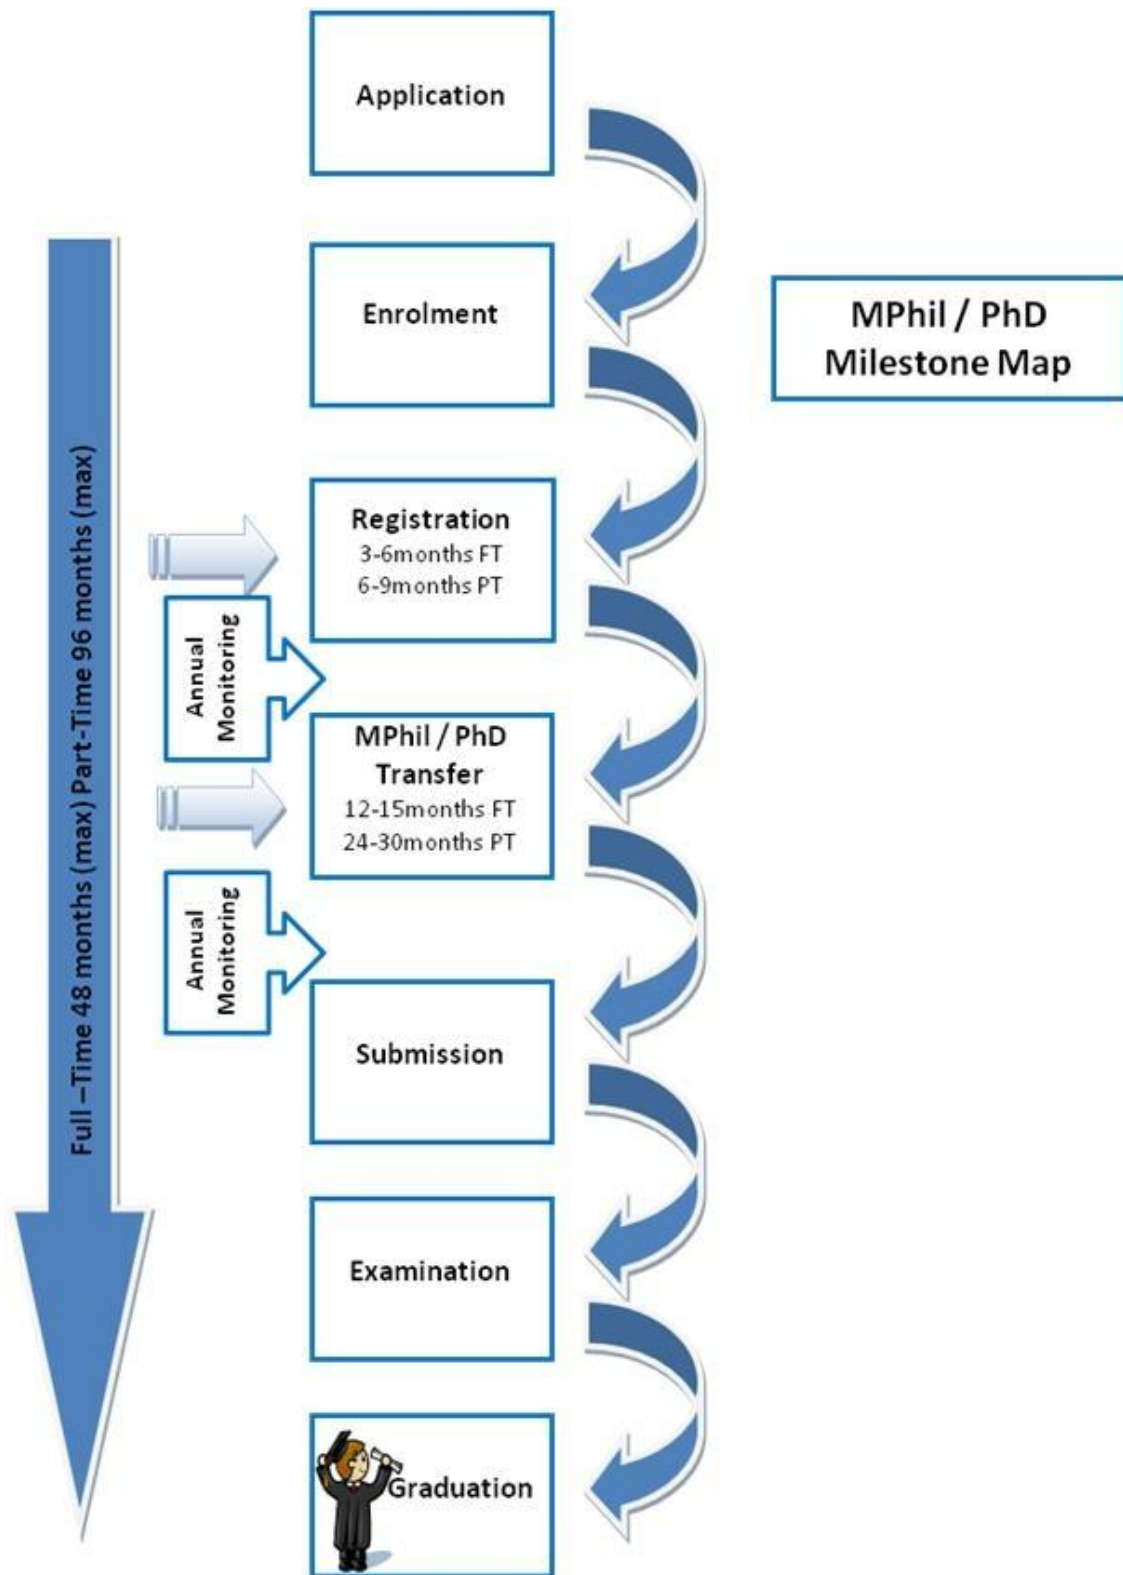 Application
Enrolment
MPhil / PhD
Milestone Map
Full –Time 48 months (max) Part-Time 96 months (max)
Registration
3-6months FT
6-9months PT
Annual
Monitoring
MPhil / PhD
Transfer
12-15months FT
24-30months PT
Annual
Monitoring
Submission
Examination
Graduation